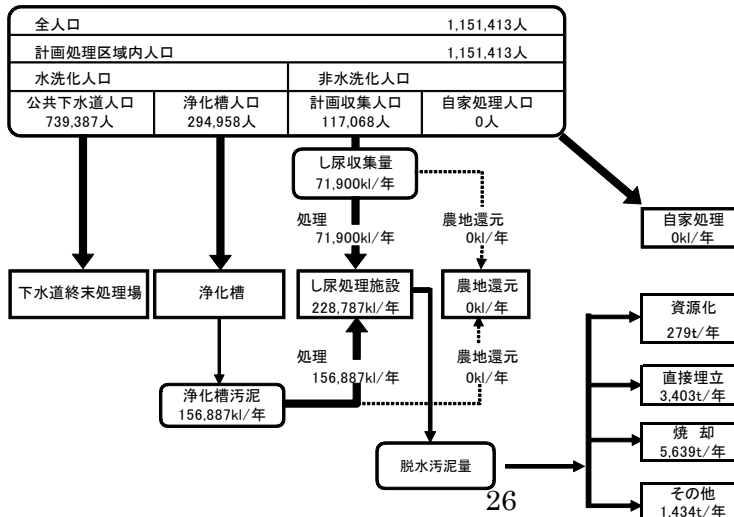 全人口 1,151,413人
計画処理区域内人口 1,151,413人
水洗化人口 非水洗化人口
公共下水道人口 浄化槽人口 計画収集人口 自家処理人口
739,387人 294,958人 117,068人 0人
し尿収集量
71,900kl/年
処理 農地還元
71,900kl/年 0kl/年
自家処理
0kl/年
下水道終末処理場 浄化槽 し尿処理施設 農地還元
228,787kl/年 0kl/年
資源化
279t/年
処理 農地還元
156,887kl/年 0kl/年
直接埋立
3,403t/年
浄化槽汚泥
156,887kl/年
焼 却
5,639t/年
脱水汚泥量
26
その他
1,434t/年